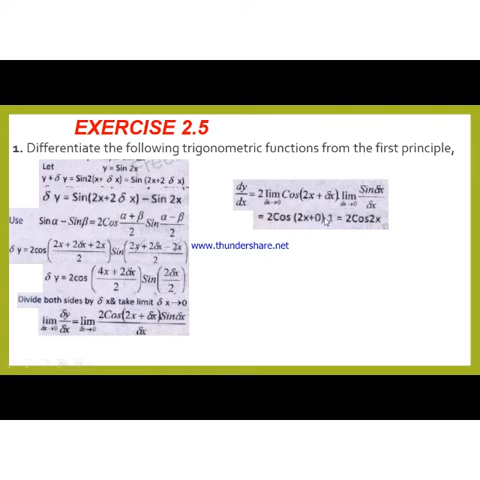 EXERCISE 2.5
1. Differentiate the following trigonometric functions from the first principle,
Let y = Sin 2x
y + δ y = Sin2(x+ δ x) = Sin (2x+2 δ x)
δ y = Sin(2x+2 δ x) – Sin 2x
Use Sinα – Sinβ = 2Cos (α + β)/2 Sin (α – β)/2
δ y = 2cos((2x + 2δx + 2x)/2) Sin((2x + 2δx – 2x)/2)
δ y = 2cos((4x + 2δx)/2) Sin(2δx/2)
Divide both sides by δ x& take limit δ x→0
lim δx→0 δy/δx = lim δx→0 2Cos(2x + δx)Sinδx/δx
dy/dx = 2 lim δx→0 Cos(2x + δx). lim δx→0 Sinδx/δx
= 2Cos (2x+0).1 = 2Cos2x
www.thundershare.net